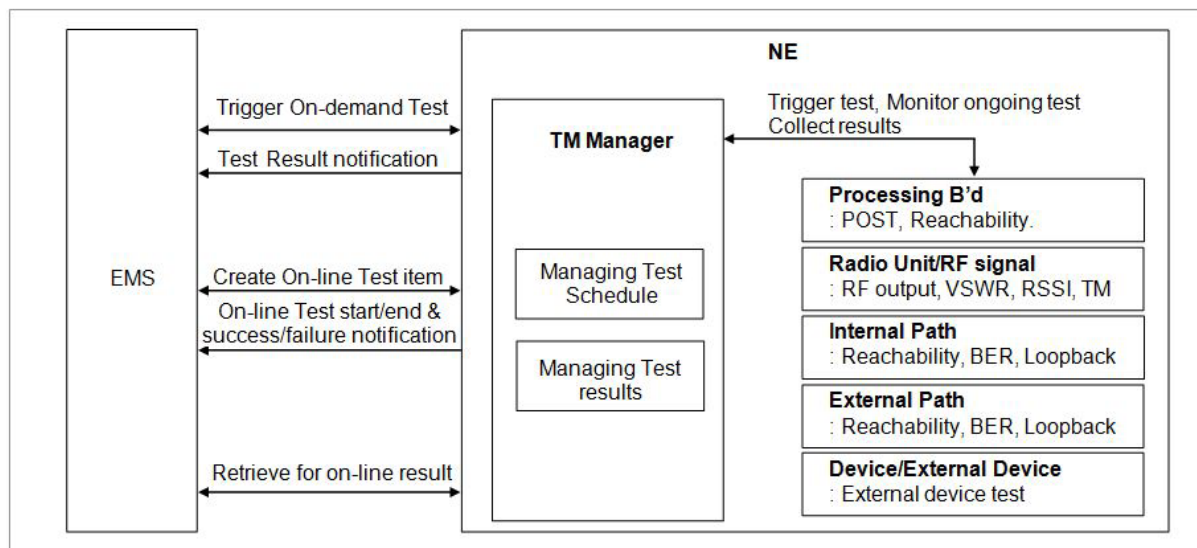 NE
EMS
Trigger On-demand Test
Test Result notification
Create On-line Test item
On-line Test start/end &
success/failure notification
Retrieve for on-line result
TM Manager
Managing Test
Schedule
Managing Test
results
Trigger test, Monitor ongoing test
Collect results
Processing B'd
: POST, Reachability.
Radio Unit/RF signal
: RF output, VSWR, RSSI, TM
Internal Path
: Reachability, BER, Loopback
External Path
: Reachability, BER, Loopback
Device/External Device
: External device test